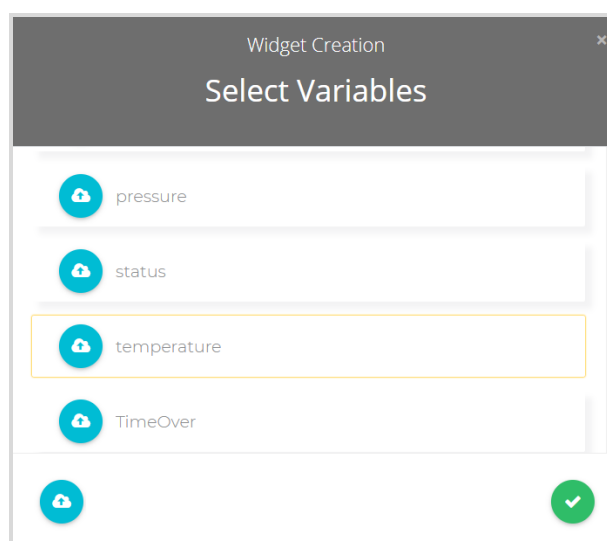 Widget Creation
×
Select Variables
pressure
status
temperature
TimeOver